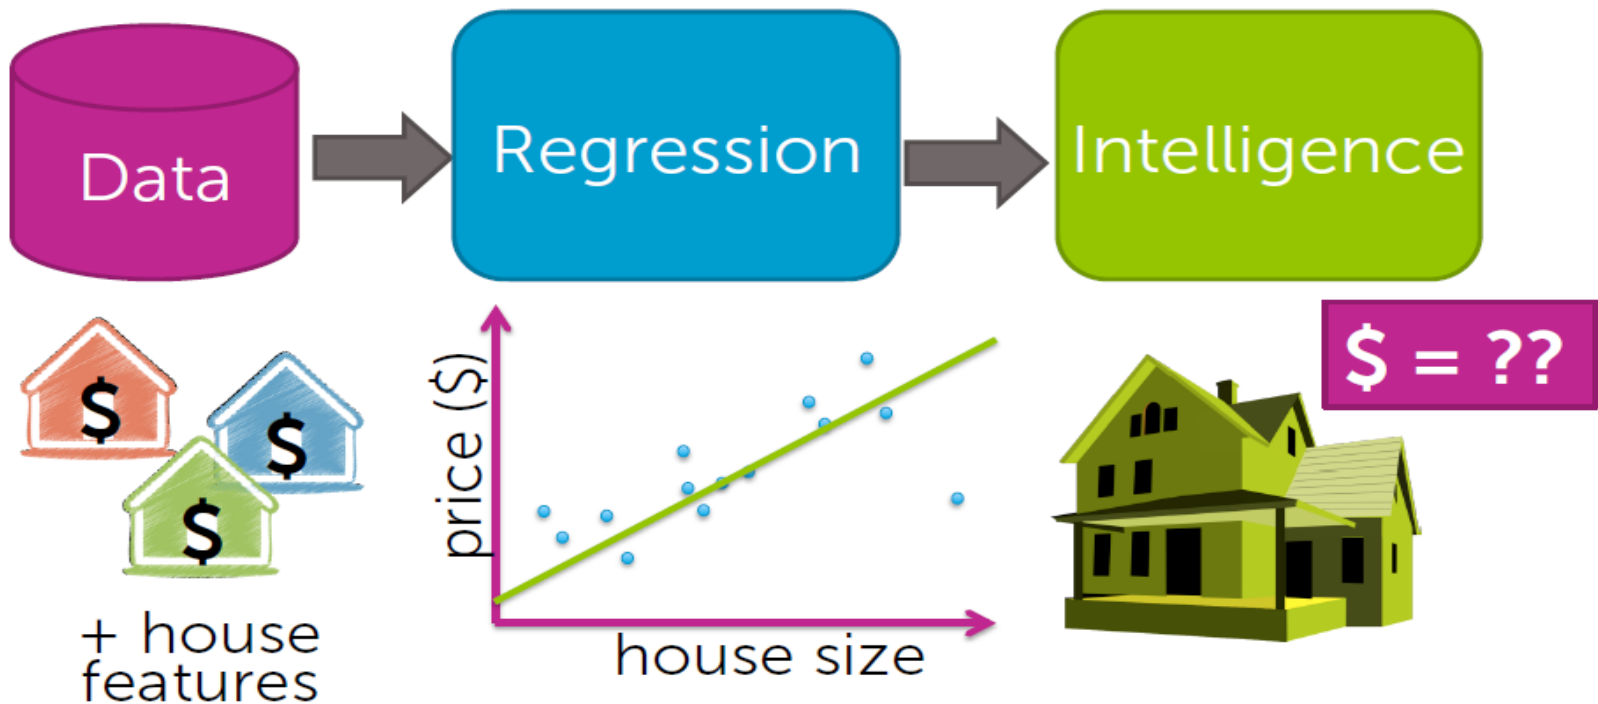 Data
Regression
Intelligence
$
$
$
+ house
features
price ($)
house size
$ = ??